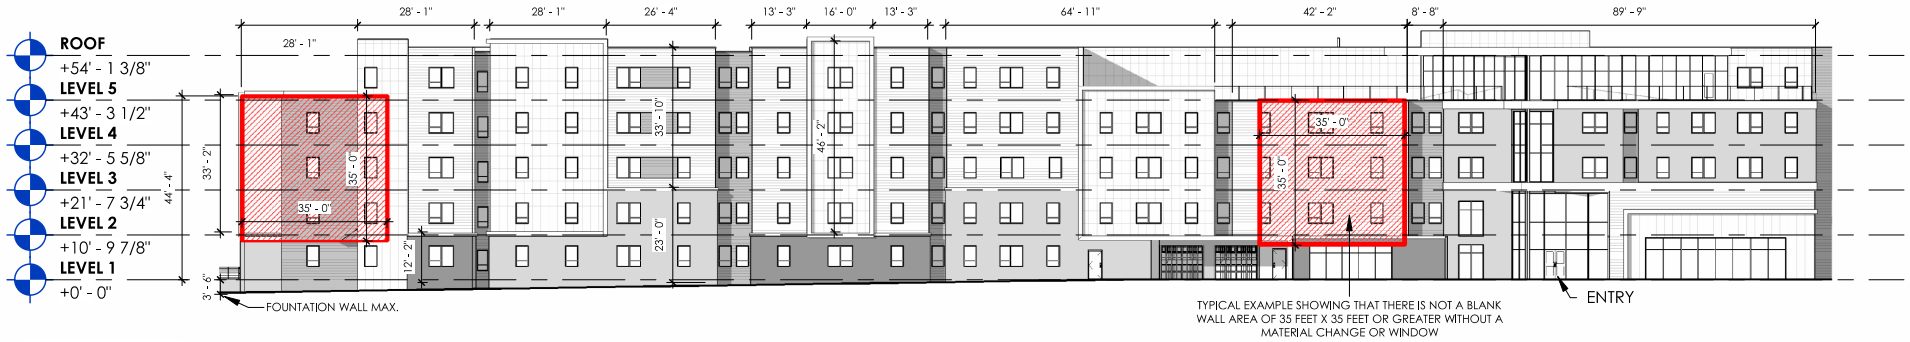 28' - 1" 28' - 1" 26' - 4" 13' - 3" 16' - 0" 13' - 3" 64' - 11" 42' - 2" 8' - 8" 89' - 9"
28' - 1"
ROOF
+54' - 1 3/8"
LEVEL 5
+43' - 3 1/2"
LEVEL 4
+32' - 5 5/8"
LEVEL 3
+21' - 7 3/4"
LEVEL 2
+10' - 9 7/8"
LEVEL 1
+0' - 0"
44' - 4"
33' - 2"
3' - 6"
35' - 0"
35' - 0"
12' - 2"
33' - 10"
23' - 0"
46' - 2"
35' - 0"
35' - 0"
FOUNTATION WALL MAX.
TYPICAL EXAMPLE SHOWING THAT THERE IS NOT A BLANK
WALL AREA OF 35 FEET X 35 FEET OR GREATER WITHOUT A
MATERIAL CHANGE OR WINDOW
ENTRY